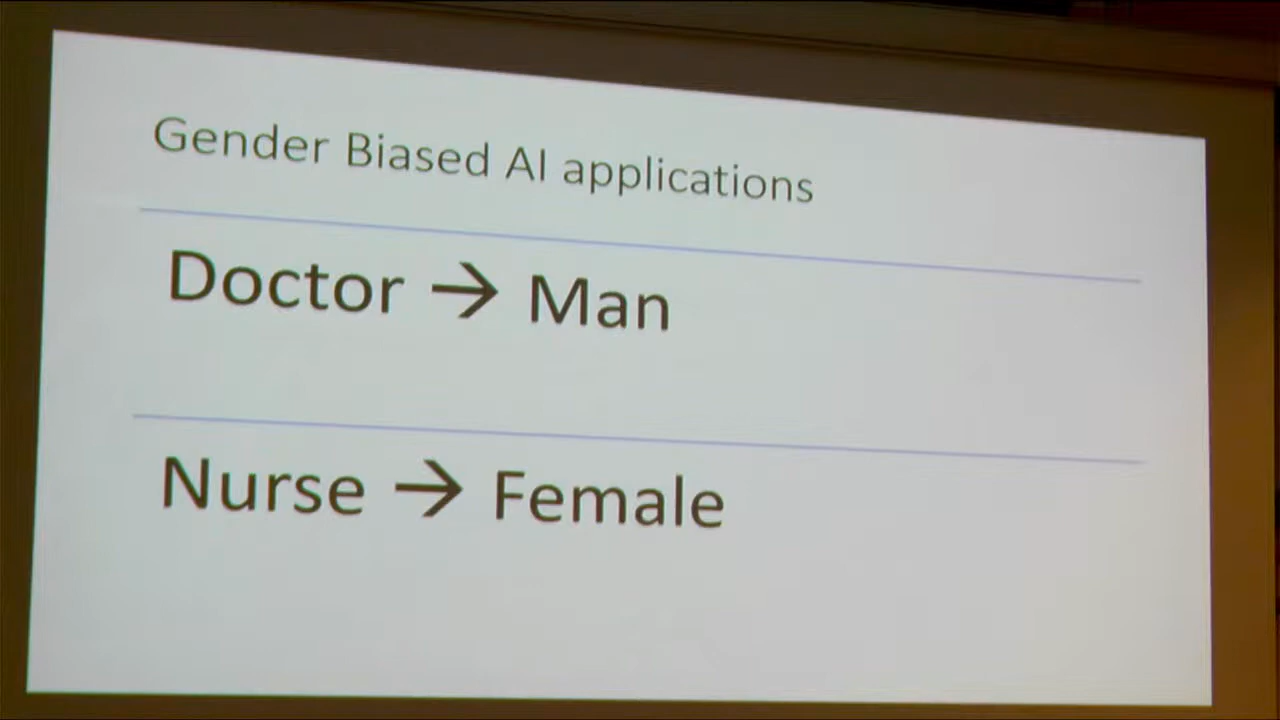 Gender Biased AI applications
Doctor → Man
Nurse → Female